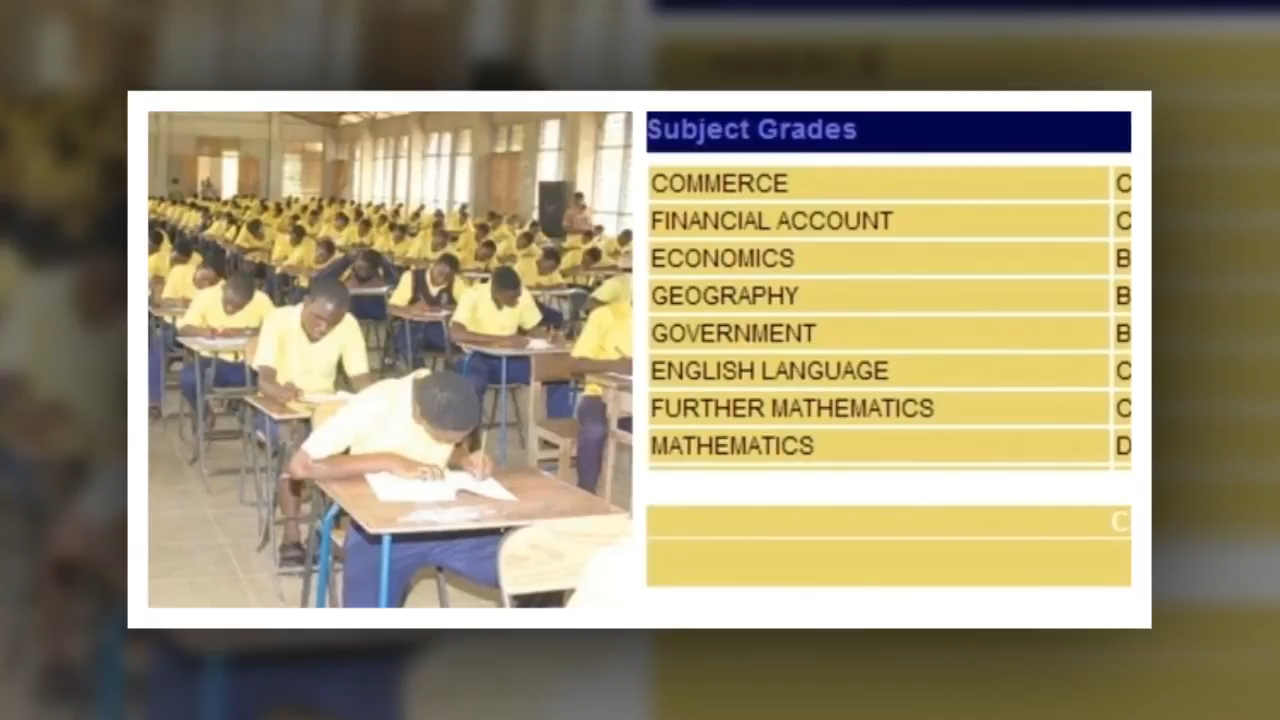 Subject Grades
COMMERCE C
FINANCIAL ACCOUNT C
ECONOMICS B
GEOGRAPHY B
GOVERNMENT B
ENGLISH LANGUAGE C
FURTHER MATHEMATICS C
MATHEMATICS D
C